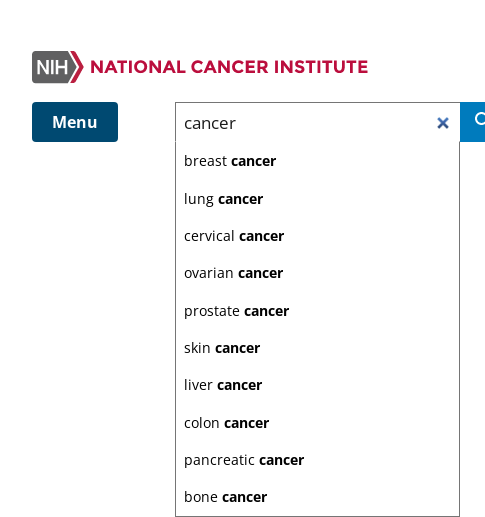 NIH NATIONAL CANCER INSTITUTE
Menu
cancer
breast cancer
lung cancer
cervical cancer
ovarian cancer
prostate cancer
skin cancer
liver cancer
colon cancer
pancreatic cancer
bone cancer